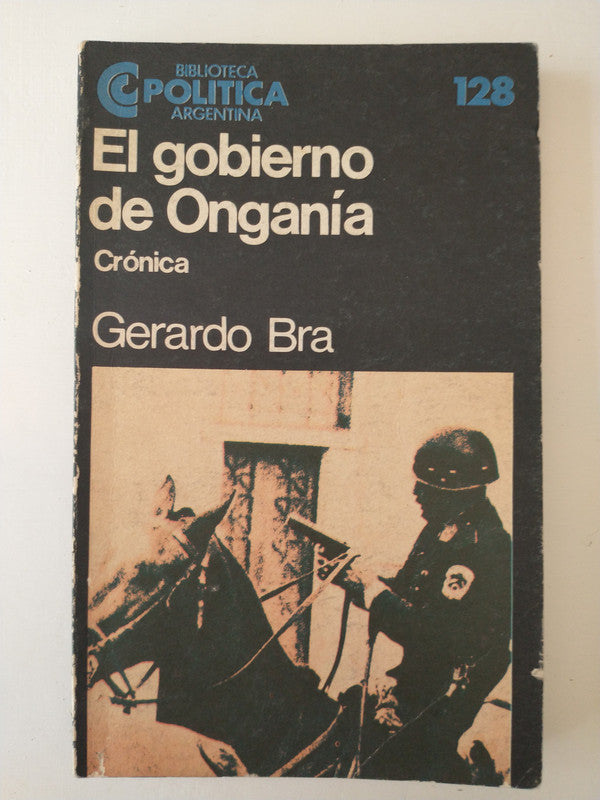 BIBLIOTECA
POLITICA
ARGENTINA
128
El gobierno
de Onganía
Crónica
Gerardo Bra